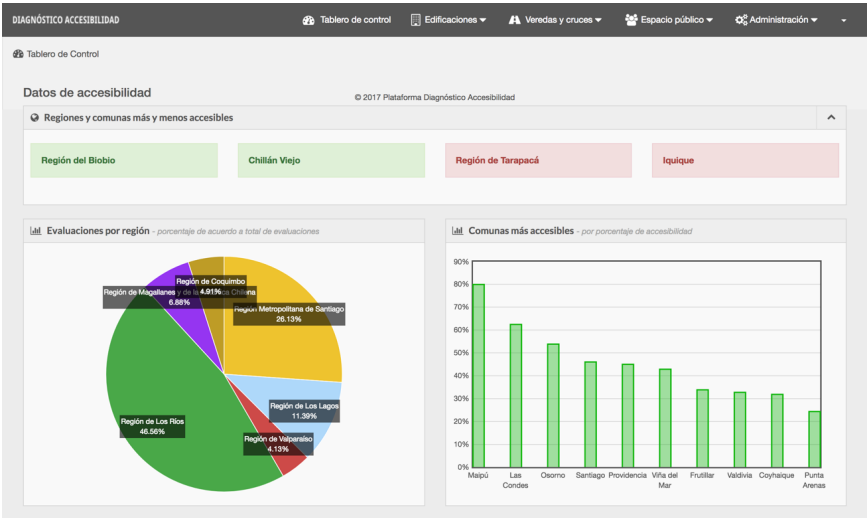 DIAGNÓSTICO ACCESIBILIDAD
Tablero de control
Edificaciones
Veredas y cruces
Espacio público
Administración
Tablero de Control
Datos de accesibilidad
© 2017 Plataforma Diagnóstico Accesibilidad
Regiones y comunas más y menos accesibles
Región del Biobio
Chillán Viejo
Región de Tarapacá
Iquique
Evaluaciones por región - porcentaje de acuerdo a total de evaluaciones
Región de Coquimbo
4.91%
Región de Magallanes y de la
Chilena
6.88%
Región Metropolitana de Santiago
26.13%
Región de Los Lagos
11.39%
Región de Los Ríos
46.56%
Región de Valparaíso
4.13%
Comunas más accesibles - por porcentaje de accesibilidad
90%
80%
70%
60%
50%
40%
30%
20%
10%
0%
Maipú
Las
Condes
Osorno
Santiago
Providencia
Viña del
Mar
Frutillar
Valdivia
Coyhaique
Punta
Arenas